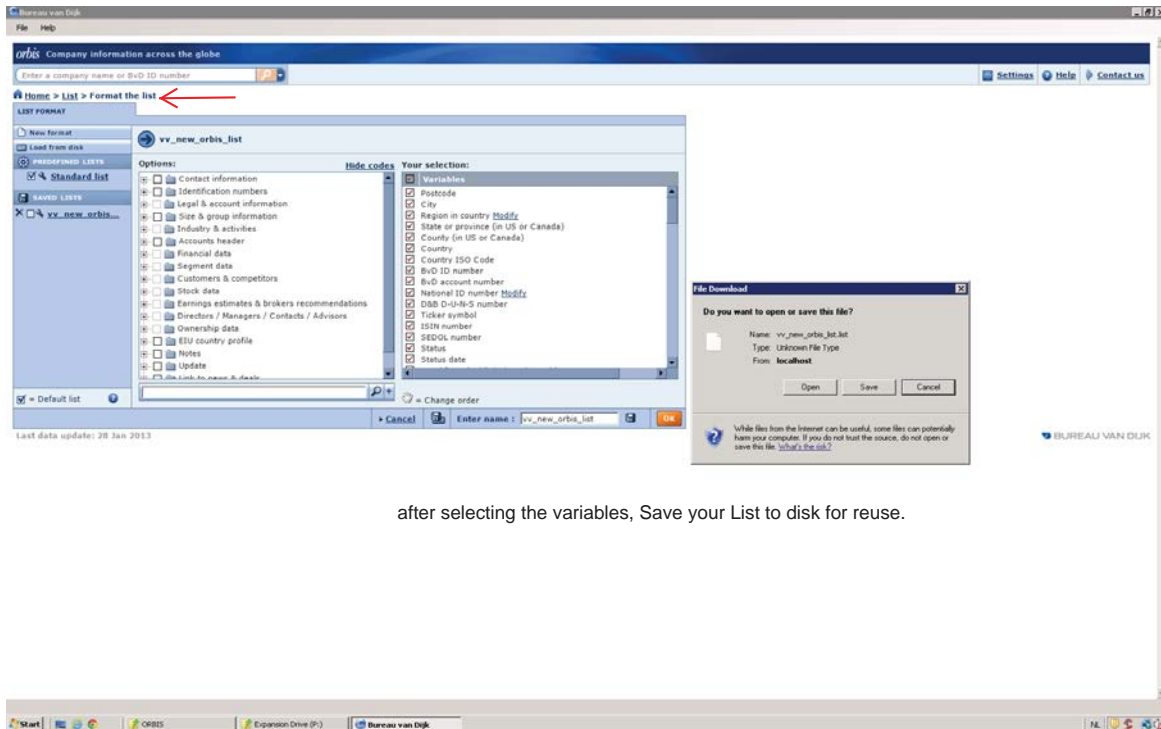 Bureau van Dijk
File Help
orbis Company information across the globe
Enter a company name or BvD ID number
Settings Help Contact us
Home > List > Format the list
LIST FORMAT
New format
Load from disk
PREDEFINED LISTS
Standard list
SAVED LISTS
vv_new_orbis...
= Default list
vv_new_orbis_list
Options:
Hide codes
Contact information
Identification numbers
Legal & account information
Size & group information
Industry & activities
Accounts header
Financial data
Segment data
Customers & competitors
Stock data
Earnings estimates & brokers recommendations
Directors / Managers / Contacts / Advisors
Ownership data
EIU country profile
Notes
Update
Link to news & deals
Your selection:
Variables
Postcode
City
Region in country Modify
State or province (in US or Canada)
County (in US or Canada)
Country
Country ISO Code
BvD ID number
BvD account number
National ID number Modify
D&B D-U-N-S number
Ticker symbol
ISIN number
SEDOL number
Status
Status date
= Change order
Cancel Enter name : vv_new_orbis_list OK
Last data update: 28 Jan 2013
File Download
Do you want to open or save this file?
Name: vv_new_orbis_list.list
Type: Unknown File Type
From: localhost
Open Save Cancel
While files from the Internet can be useful, some files can potentially
harm your computer. If you do not trust the source, do not open or
save this file. What's the risk?
BUREAU VAN DIJK
after selecting the variables, Save your List to disk for reuse.
Start ORBIS Expansion Drive (P:) Bureau van Dijk NL